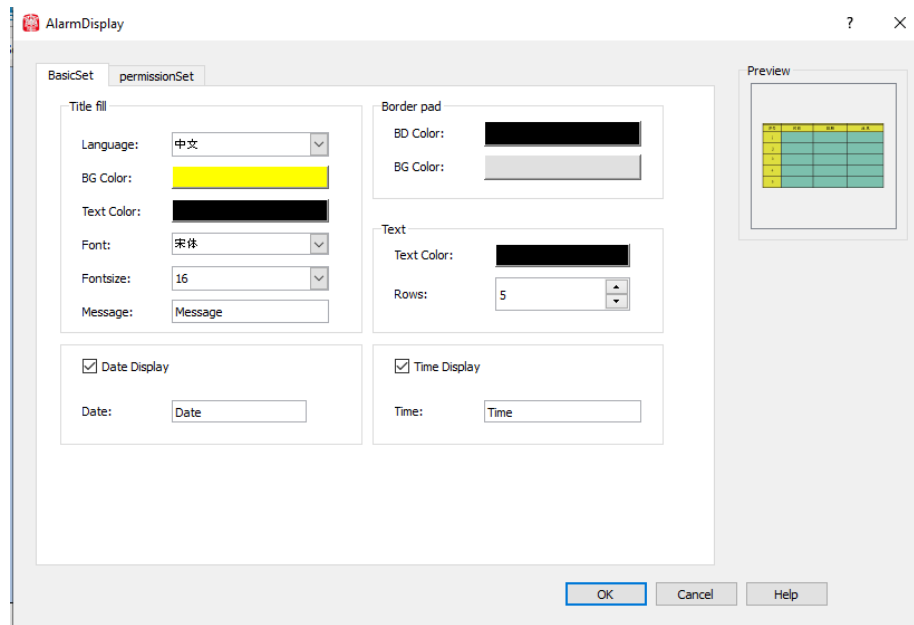 AlarmDisplay
BasicSet
permissionSet
Preview
Title fill
Language:
中文
BG Color:
Text Color:
Font:
宋体
Fontsize:
16
Message:
Message
Border pad
BD Color:
BG Color:
Text
Text Color:
Rows:
5
Date Display
Date:
Date
Time Display
Time:
Time
OK
Cancel
Help